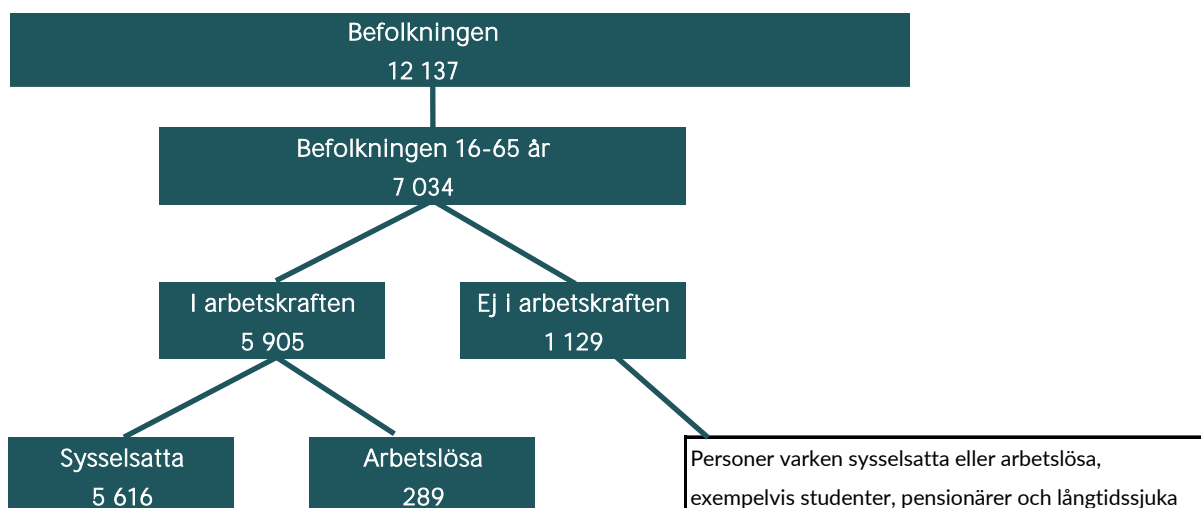 Befolkningen
12 137
Befolkningen 16-65 år
7 034
I arbetskraften
5 905
Ej i arbetskraften
1 129
Sysselsatta
5 616
Arbetslösa
289
Personer varken sysselsatta eller arbetslösa,
exempelvis studenter, pensionärer och långtidssjuka